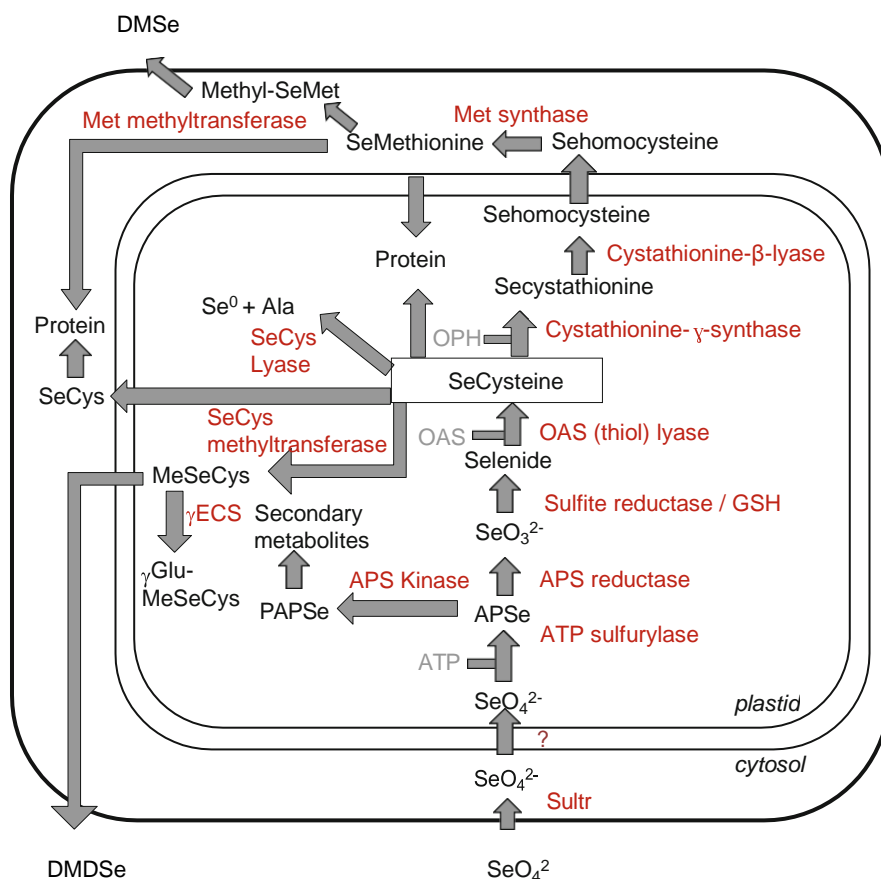 DMSe
Methyl-SeMet
Met methyltransferase
Met synthase
SeMethionine
Sehomocysteine
Sehomocysteine
Protein
Cystathionine-β-lyase
Secystathionine
Se⁰ + Ala
Protein
SeCys
Lyase
OPH
Cystathionine-γ-synthase
SeCysteine
SeCys
SeCys
methyltransferase
OAS
OAS (thiol) lyase
Selenide
MeSeCys
γECS
Secondary
metabolites
Sulfite reductase / GSH
SeO₃²⁻
γGlu-
MeSeCys
APS Kinase
APS reductase
PAPSe
APSe
ATP sulfurylase
ATP
SeO₄²⁻
plastid
?
cytosol
SeO₄²⁻
Sultr
DMDSe
SeO₄²